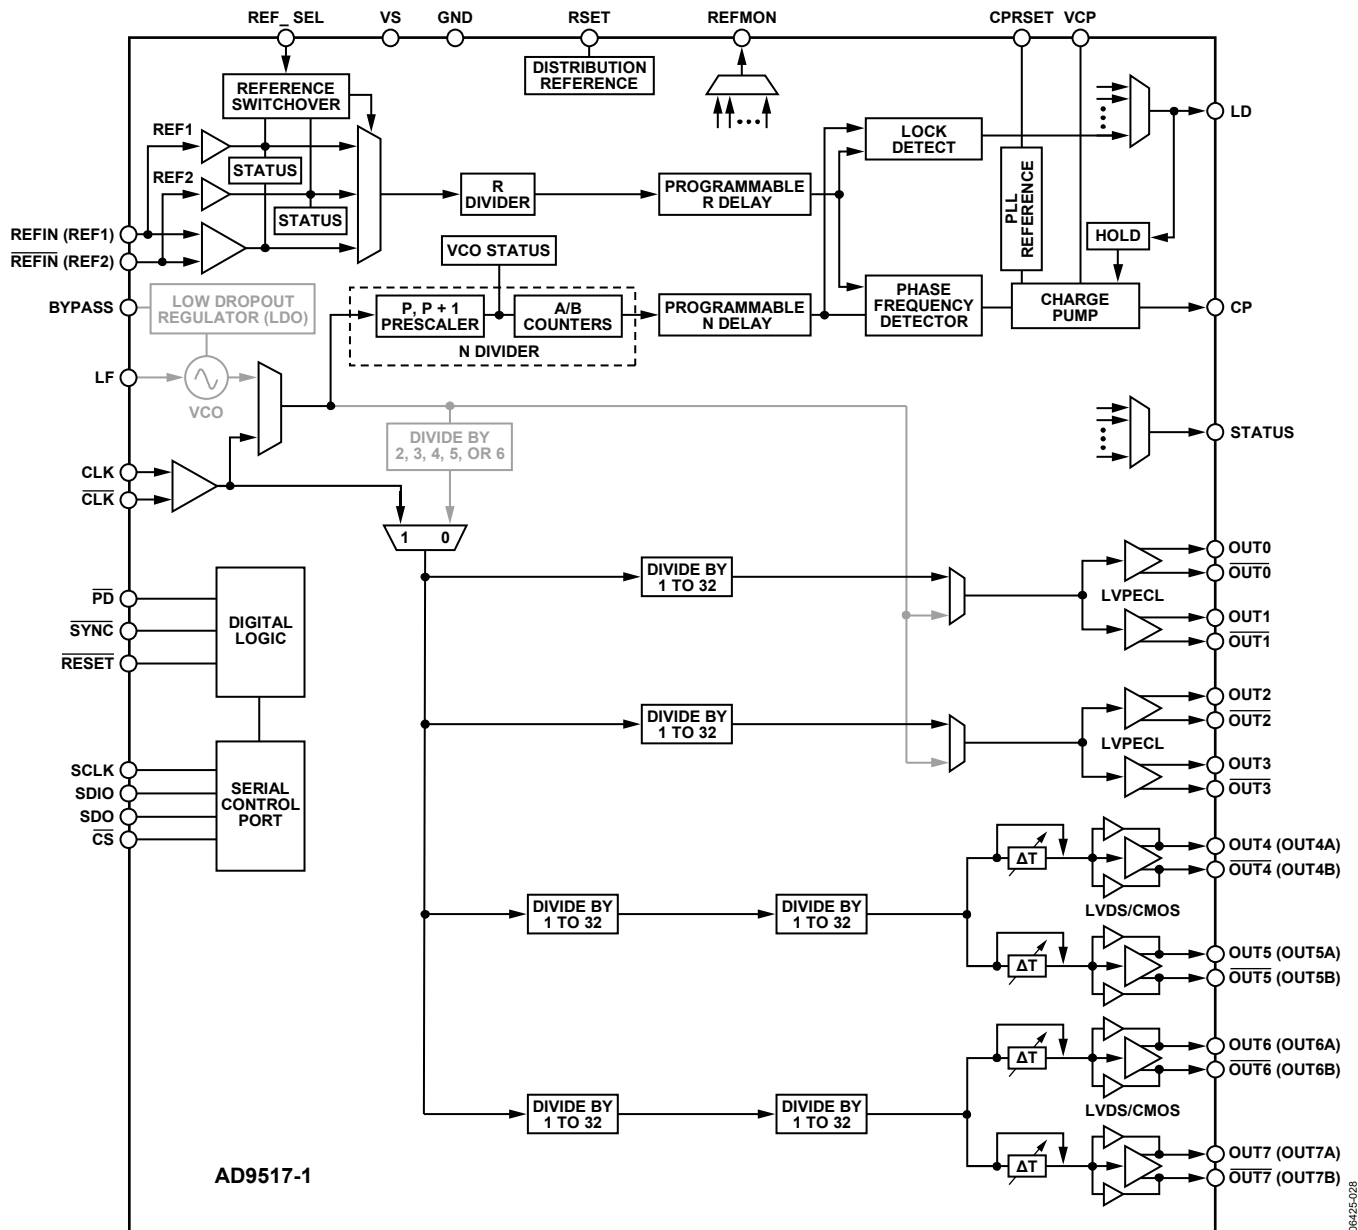 REF_ SEL
VS
GND
RSET
REFMON
CPRSET
VCP
DISTRIBUTION
REFERENCE
REFERENCE
SWITCHOVER
REF1
STATUS
REF2
STATUS
REFIN (REF1)
REFIN (REF2)
BYPASS
LOW DROPOUT
REGULATOR (LDO)
LF
VCO
CLK
CLK
R
DIVIDER
PROGRAMMABLE
R DELAY
LOCK
DETECT
LD
PLL
REFERENCE
HOLD
VCO STATUS
P, P + 1
PRESCALER
A/B
COUNTERS
N DIVIDER
PROGRAMMABLE
N DELAY
PHASE
FREQUENCY
DETECTOR
CHARGE
PUMP
CP
DIVIDE BY
2, 3, 4, 5, OR 6
STATUS
1 0
PD
SYNC
RESET
DIGITAL
LOGIC
SCLK
SDIO
SDO
CS
SERIAL
CONTROL
PORT
DIVIDE BY
1 TO 32
LVPECL
OUT0
OUT0
OUT1
OUT1
DIVIDE BY
1 TO 32
LVPECL
OUT2
OUT2
OUT3
OUT3
DIVIDE BY
1 TO 32
DIVIDE BY
1 TO 32
ΔT
ΔT
LVDS/CMOS
OUT4 (OUT4A)
OUT4 (OUT4B)
OUT5 (OUT5A)
OUT5 (OUT5B)
DIVIDE BY
1 TO 32
DIVIDE BY
1 TO 32
ΔT
ΔT
LVDS/CMOS
OUT6 (OUT6A)
OUT6 (OUT6B)
OUT7 (OUT7A)
OUT7 (OUT7B)
AD9517-1
06425-028